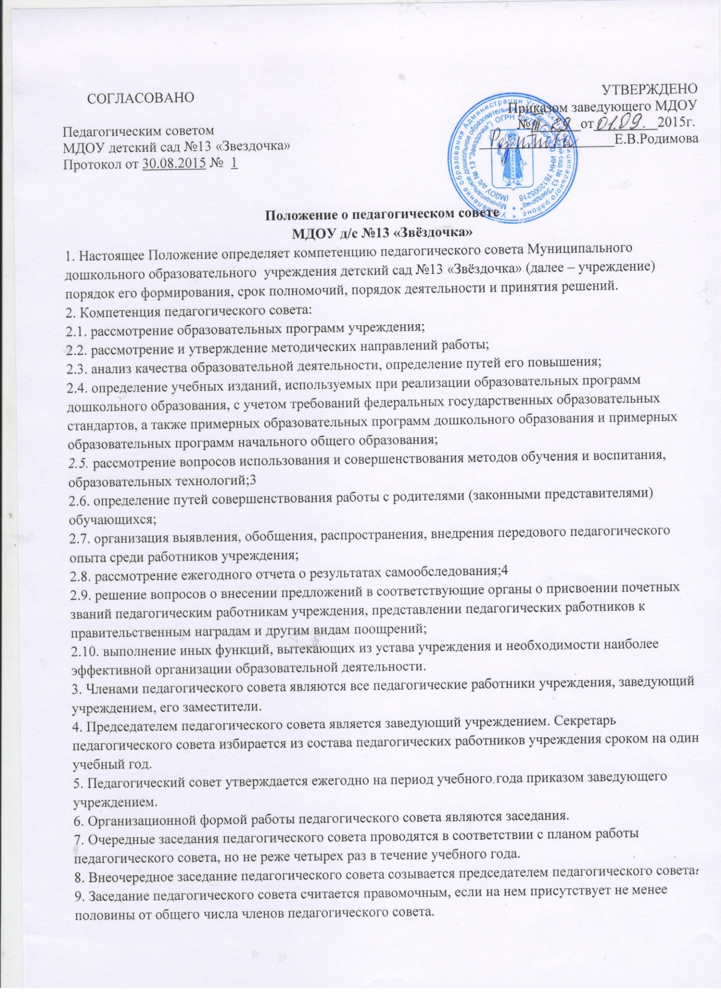 СОГЛАСОВАНО
Педагогическим советом
МДОУ детский сад №13 «Звездочка»
Протокол от 30.08.2015 № 1
УТВЕРЖДЕНО
Приказом заведующего МДОУ
№ III-29 от 01.09. 2015г.
Е.В.Родимова
Положение о педагогическом совете
МДОУ д/с №13 «Звёздочка»
1. Настоящее Положение определяет компетенцию педагогического совета Муниципального
дошкольного образовательного учреждения детский сад №13 «Звёздочка» (далее – учреждение)
порядок его формирования, срок полномочий, порядок деятельности и принятия решений.
2. Компетенция педагогического совета:
2.1. рассмотрение образовательных программ учреждения;
2.2. рассмотрение и утверждение методических направлений работы;
2.3. анализ качества образовательной деятельности, определение путей его повышения;
2.4. определение учебных изданий, используемых при реализации образовательных программ
дошкольного образования, с учетом требований федеральных государственных образовательных
стандартов, а также примерных образовательных программ дошкольного образования и примерных
образовательных программ начального общего образования;
2.5. рассмотрение вопросов использования и совершенствования методов обучения и воспитания,
образовательных технологий;3
2.6. определение путей совершенствования работы с родителями (законными представителями)
обучающихся;
2.7. организация выявления, обобщения, распространения, внедрения передового педагогического
опыта среди работников учреждения;
2.8. рассмотрение ежегодного отчета о результатах самообследования;4
2.9. решение вопросов о внесении предложений в соответствующие органы о присвоении почетных
званий педагогическим работникам учреждения, представлении педагогических работников к
правительственным наградам и другим видам поощрений;
2.10. выполнение иных функций, вытекающих из устава учреждения и необходимости наиболее
эффективной организации образовательной деятельности.
3. Членами педагогического совета являются все педагогические работники учреждения, заведующий
учреждением, его заместители.
4. Председателем педагогического совета является заведующий учреждением. Секретарь
педагогического совета избирается из состава педагогических работников учреждения сроком на один
учебный год.
5. Педагогический совет утверждается ежегодно на период учебного года приказом заведующего
учреждением.
6. Организационной формой работы педагогического совета являются заседания.
7. Очередные заседания педагогического совета проводятся в соответствии с планом работы
педагогического совета, но не реже четырех раз в течение учебного года.
8. Внеочередное заседание педагогического совета созывается председателем педагогического совета.
9. Заседание педагогического совета считается правомочным, если на нем присутствует не менее
половины от общего числа членов педагогического совета.
Управление образования Администрации Угличского муниципального района
Муниципальное дошкольное образовательное учреждение детский сад № 13 "Звездочка"
(МДОУ д/с № 13 "Звездочка") ОГРН ИНН 7612005216